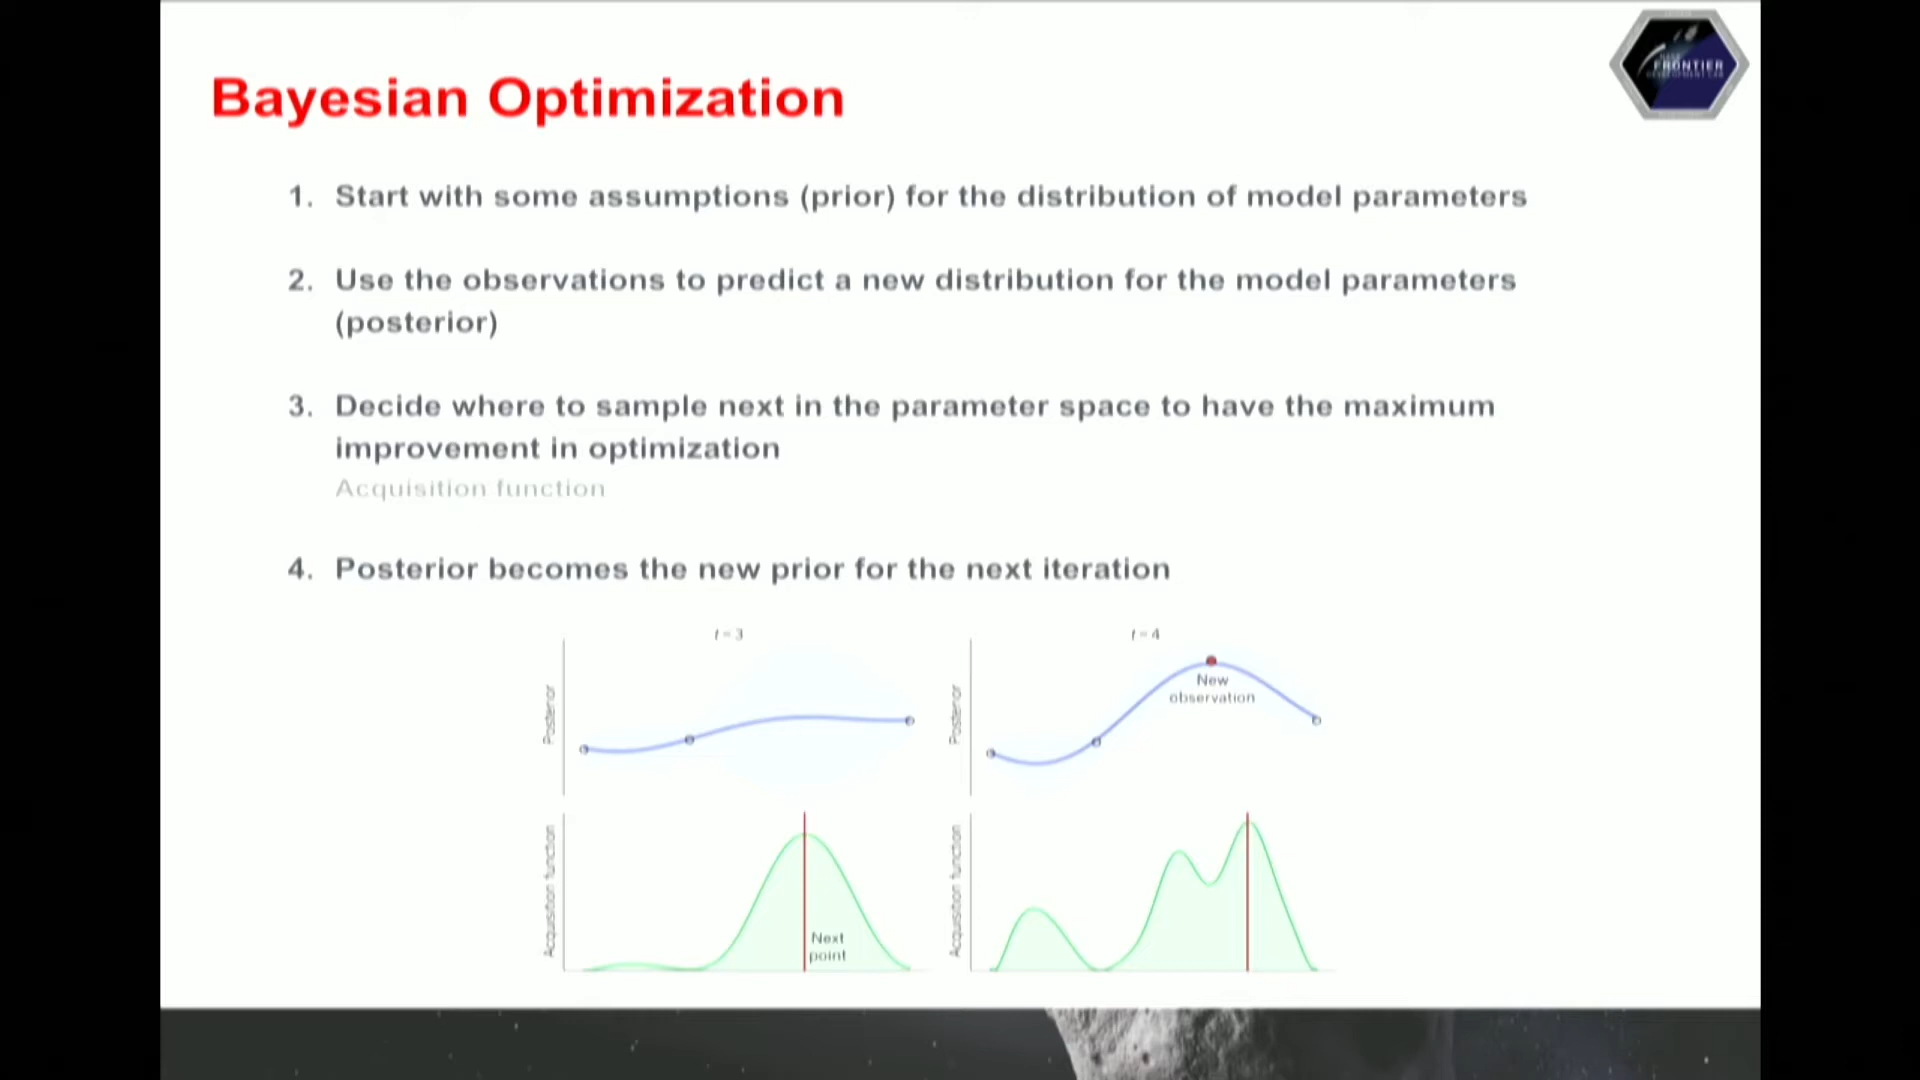 Bayesian Optimization
FRONTIER
1. Start with some assumptions (prior) for the distribution of model parameters
2. Use the observations to predict a new distribution for the model parameters
(posterior)
3. Decide where to sample next in the parameter space to have the maximum
improvement in optimization
Acquisition function
4. Posterior becomes the new prior for the next iteration
t = 3
Posterior
Acquisition function
Next
point
t = 4
Posterior
New
observation
Acquisition function